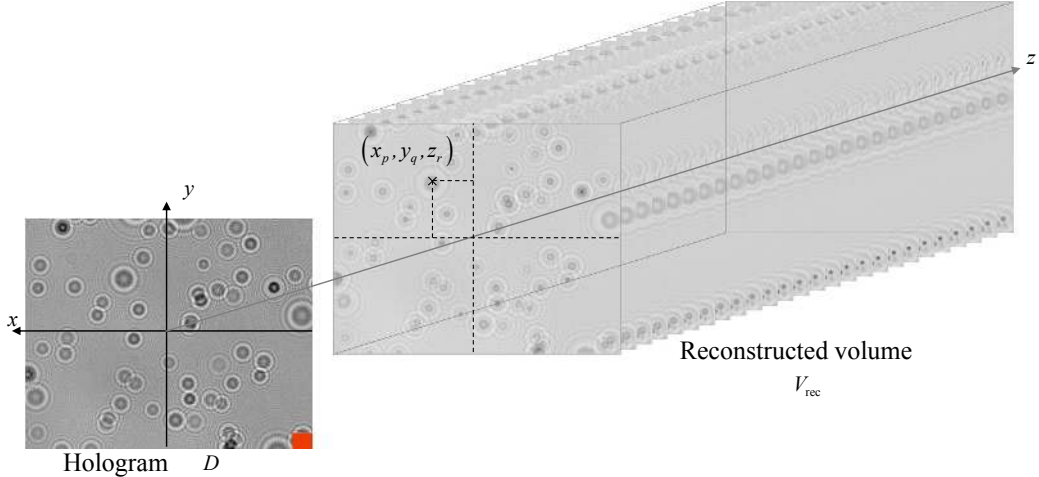 z
(x_p, y_q, z_r)
y
x
Reconstructed volume
V_rec
Hologram D